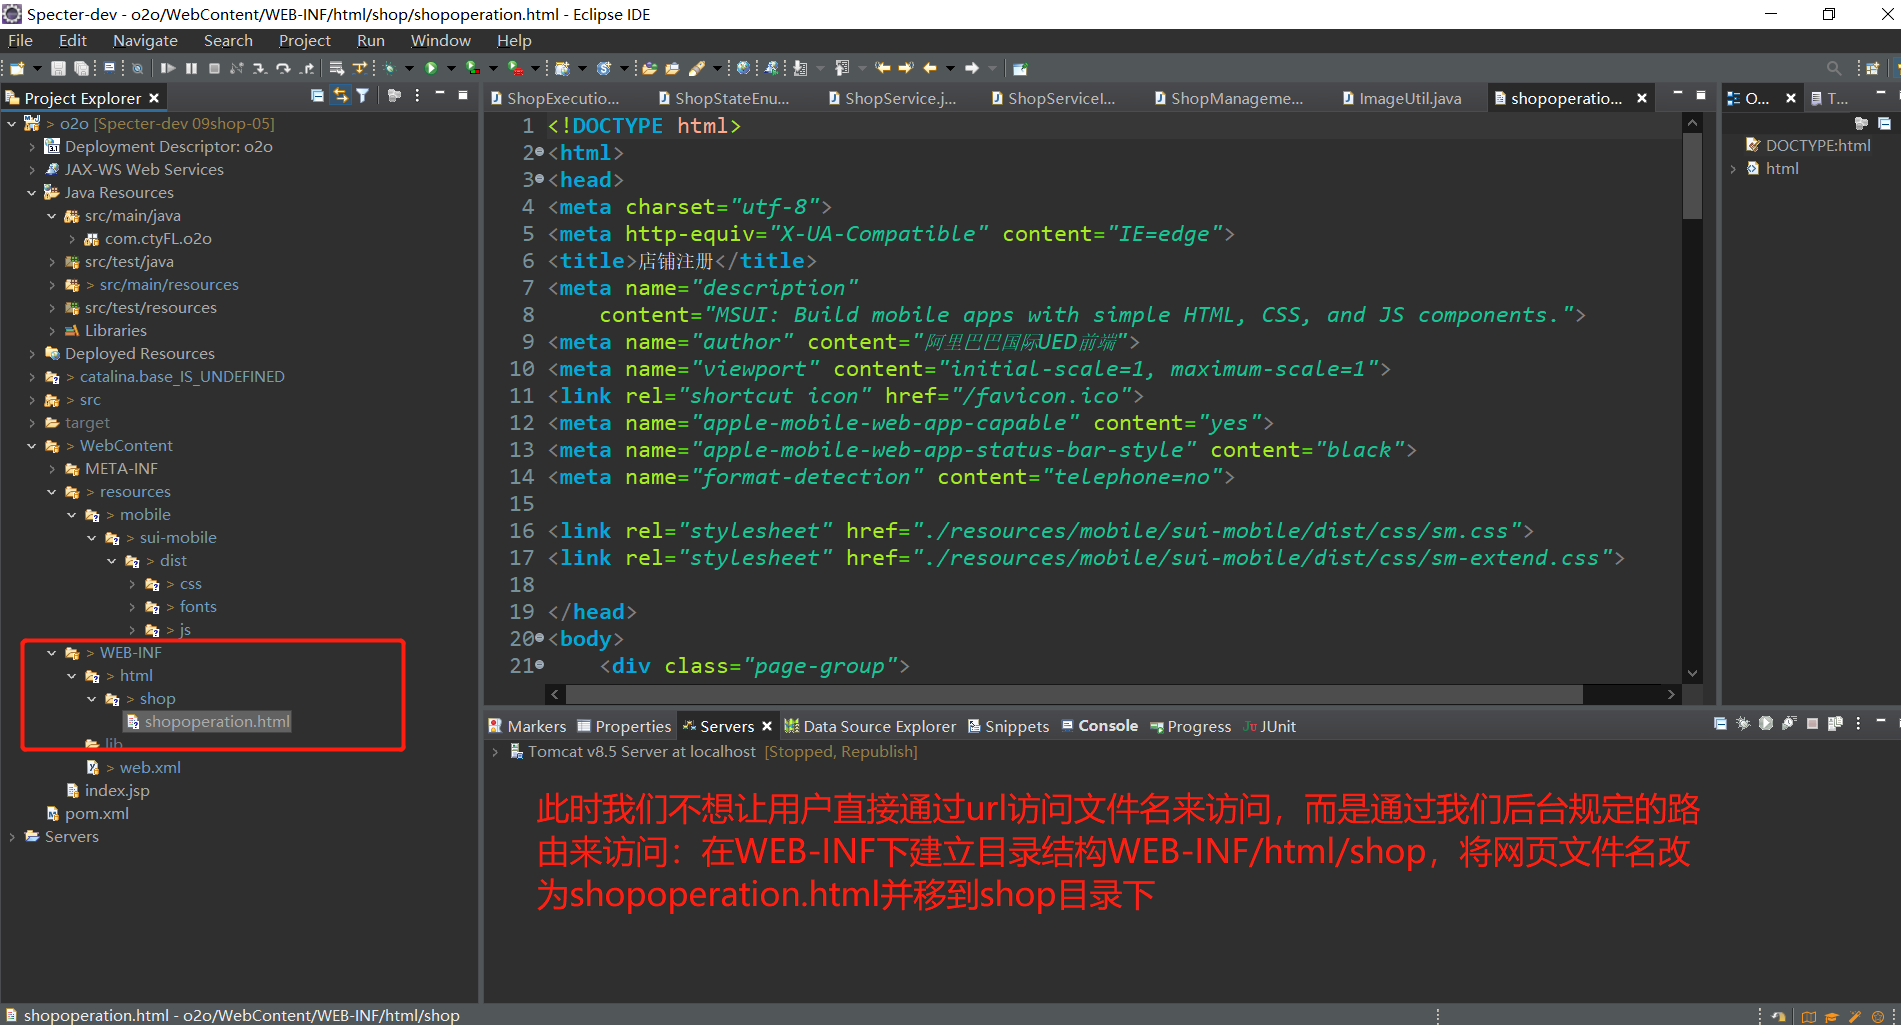 Specter-dev - o2o/WebContent/WEB-INF/html/shop/shopoperation.html - Eclipse IDE
File Edit Navigate Search Project Run Window Help
Project Explorer
> o2o [Specter-dev 09shop-05]
Deployment Descriptor: o2o
JAX-WS Web Services
Java Resources
src/main/java
com.ctyFL.o2o
src/test/java
> src/main/resources
src/test/resources
Libraries
Deployed Resources
> catalina.base_IS_UNDEFINED
> src
target
> WebContent
META-INF
> resources
> mobile
> sui-mobile
> dist
> css
> fonts
> js
> WEB-INF
> html
> shop
shopoperation.html
lib
> web.xml
index.jsp
pom.xml
Servers
ShopExecutio... ShopStateEnu... ShopService.j... ShopServiceI... ShopManageme... ImageUtil.java shopoperatio...
1 <!DOCTYPE html>
2 <html>
3 <head>
4 <meta charset="utf-8">
5 <meta http-equiv="X-UA-Compatible" content="IE=edge">
6 <title>店铺注册</title>
7 <meta name="description"
8 content="MSUI: Build mobile apps with simple HTML, CSS, and JS components.">
9 <meta name="author" content="阿里巴巴国际UED前端">
10 <meta name="viewport" content="initial-scale=1, maximum-scale=1">
11 <link rel="shortcut icon" href="/favicon.ico">
12 <meta name="apple-mobile-web-app-capable" content="yes">
13 <meta name="apple-mobile-web-app-status-bar-style" content="black">
14 <meta name="format-detection" content="telephone=no">
15
16 <link rel="stylesheet" href="./resources/mobile/sui-mobile/dist/css/sm.css">
17 <link rel="stylesheet" href="./resources/mobile/sui-mobile/dist/css/sm-extend.css">
18
19 </head>
20 <body>
21 <div class="page-group">
O... T...
DOCTYPE:html
html
Markers Properties Servers Data Source Explorer Snippets Console Progress JUnit
Tomcat v8.5 Server at localhost [Stopped, Republish]
此时我们不想让用户直接通过url访问文件名来访问，而是通过我们后台规定的路
由来访问：在WEB-INF下建立目录结构WEB-INF/html/shop，将网页文件名改
为shopoperation.html并移到shop目录下
shopoperation.html - o2o/WebContent/WEB-INF/html/shop